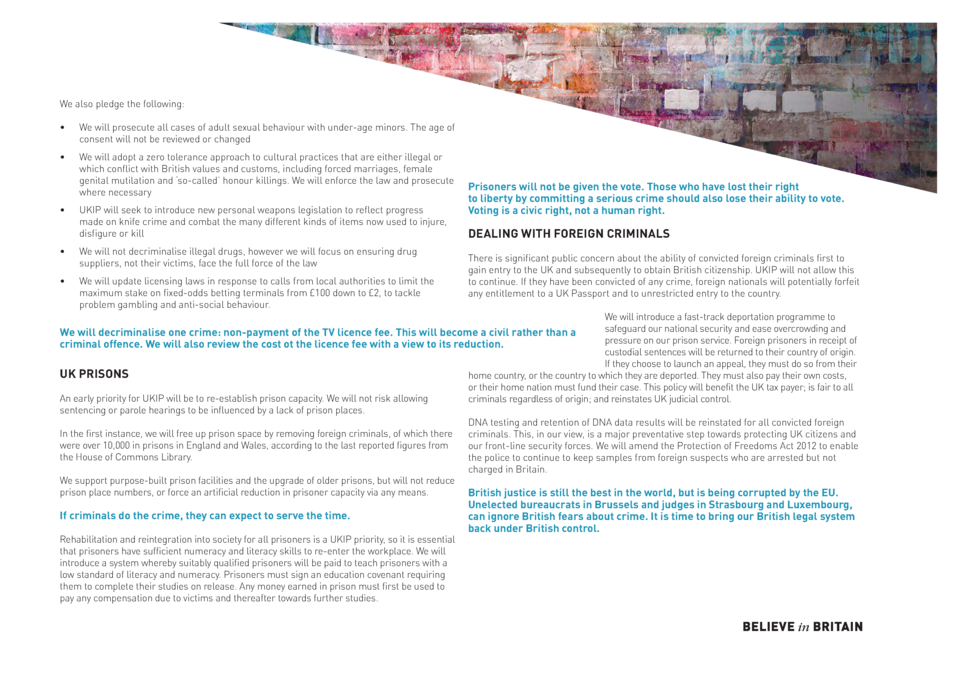 We also pledge the following:
• We will prosecute all cases of adult sexual behaviour with under-age minors. The age of
consent will not be reviewed or changed
• We will adopt a zero tolerance approach to cultural practices that are either illegal or
which conflict with British values and customs, including forced marriages, female
genital mutilation and ‘so-called’ honour killings. We will enforce the law and prosecute
where necessary
• UKIP will seek to introduce new personal weapons legislation to reflect progress
made on knife crime and combat the many different kinds of items now used to injure,
disfigure or kill
• We will not decriminalise illegal drugs, however we will focus on ensuring drug
suppliers, not their victims, face the full force of the law
• We will update licensing laws in response to calls from local authorities to limit the
maximum stake on fixed-odds betting terminals from £100 down to £2, to tackle
problem gambling and anti-social behaviour.
We will decriminalise one crime: non-payment of the TV licence fee. This will become a civil rather than a
criminal offence. We will also review the cost ot the licence fee with a view to its reduction.
UK PRISONS
An early priority for UKIP will be to re-establish prison capacity. We will not risk allowing
sentencing or parole hearings to be influenced by a lack of prison places.
In the first instance, we will free up prison space by removing foreign criminals, of which there
were over 10,000 in prisons in England and Wales, according to the last reported figures from
the House of Commons Library.
We support purpose-built prison facilities and the upgrade of older prisons, but will not reduce
prison place numbers, or force an artificial reduction in prisoner capacity via any means.
If criminals do the crime, they can expect to serve the time.
Rehabilitation and reintegration into society for all prisoners is a UKIP priority, so it is essential
that prisoners have sufficient numeracy and literacy skills to re-enter the workplace. We will
introduce a system whereby suitably qualified prisoners will be paid to teach prisoners with a
low standard of literacy and numeracy. Prisoners must sign an education covenant requiring
them to complete their studies on release. Any money earned in prison must first be used to
pay any compensation due to victims and thereafter towards further studies.
Prisoners will not be given the vote. Those who have lost their right
to liberty by committing a serious crime should also lose their ability to vote.
Voting is a civic right, not a human right.
DEALING WITH FOREIGN CRIMINALS
There is significant public concern about the ability of convicted foreign criminals first to
gain entry to the UK and subsequently to obtain British citizenship. UKIP will not allow this
to continue. If they have been convicted of any crime, foreign nationals will potentially forfeit
any entitlement to a UK Passport and to unrestricted entry to the country.
We will introduce a fast-track deportation programme to
safeguard our national security and ease overcrowding and
pressure on our prison service. Foreign prisoners in receipt of
custodial sentences will be returned to their country of origin.
If they choose to launch an appeal, they must do so from their
home country, or the country to which they are deported. They must also pay their own costs,
or their home nation must fund their case. This policy will benefit the UK tax payer; is fair to all
criminals regardless of origin; and reinstates UK judicial control.
DNA testing and retention of DNA data results will be reinstated for all convicted foreign
criminals. This, in our view, is a major preventative step towards protecting UK citizens and
our front-line security forces. We will amend the Protection of Freedoms Act 2012 to enable
the police to continue to keep samples from foreign suspects who are arrested but not
charged in Britain.
British justice is still the best in the world, but is being corrupted by the EU.
Unelected bureaucrats in Brussels and judges in Strasbourg and Luxembourg,
can ignore British fears about crime. It is time to bring our British legal system
back under British control.
BELIEVE in BRITAIN